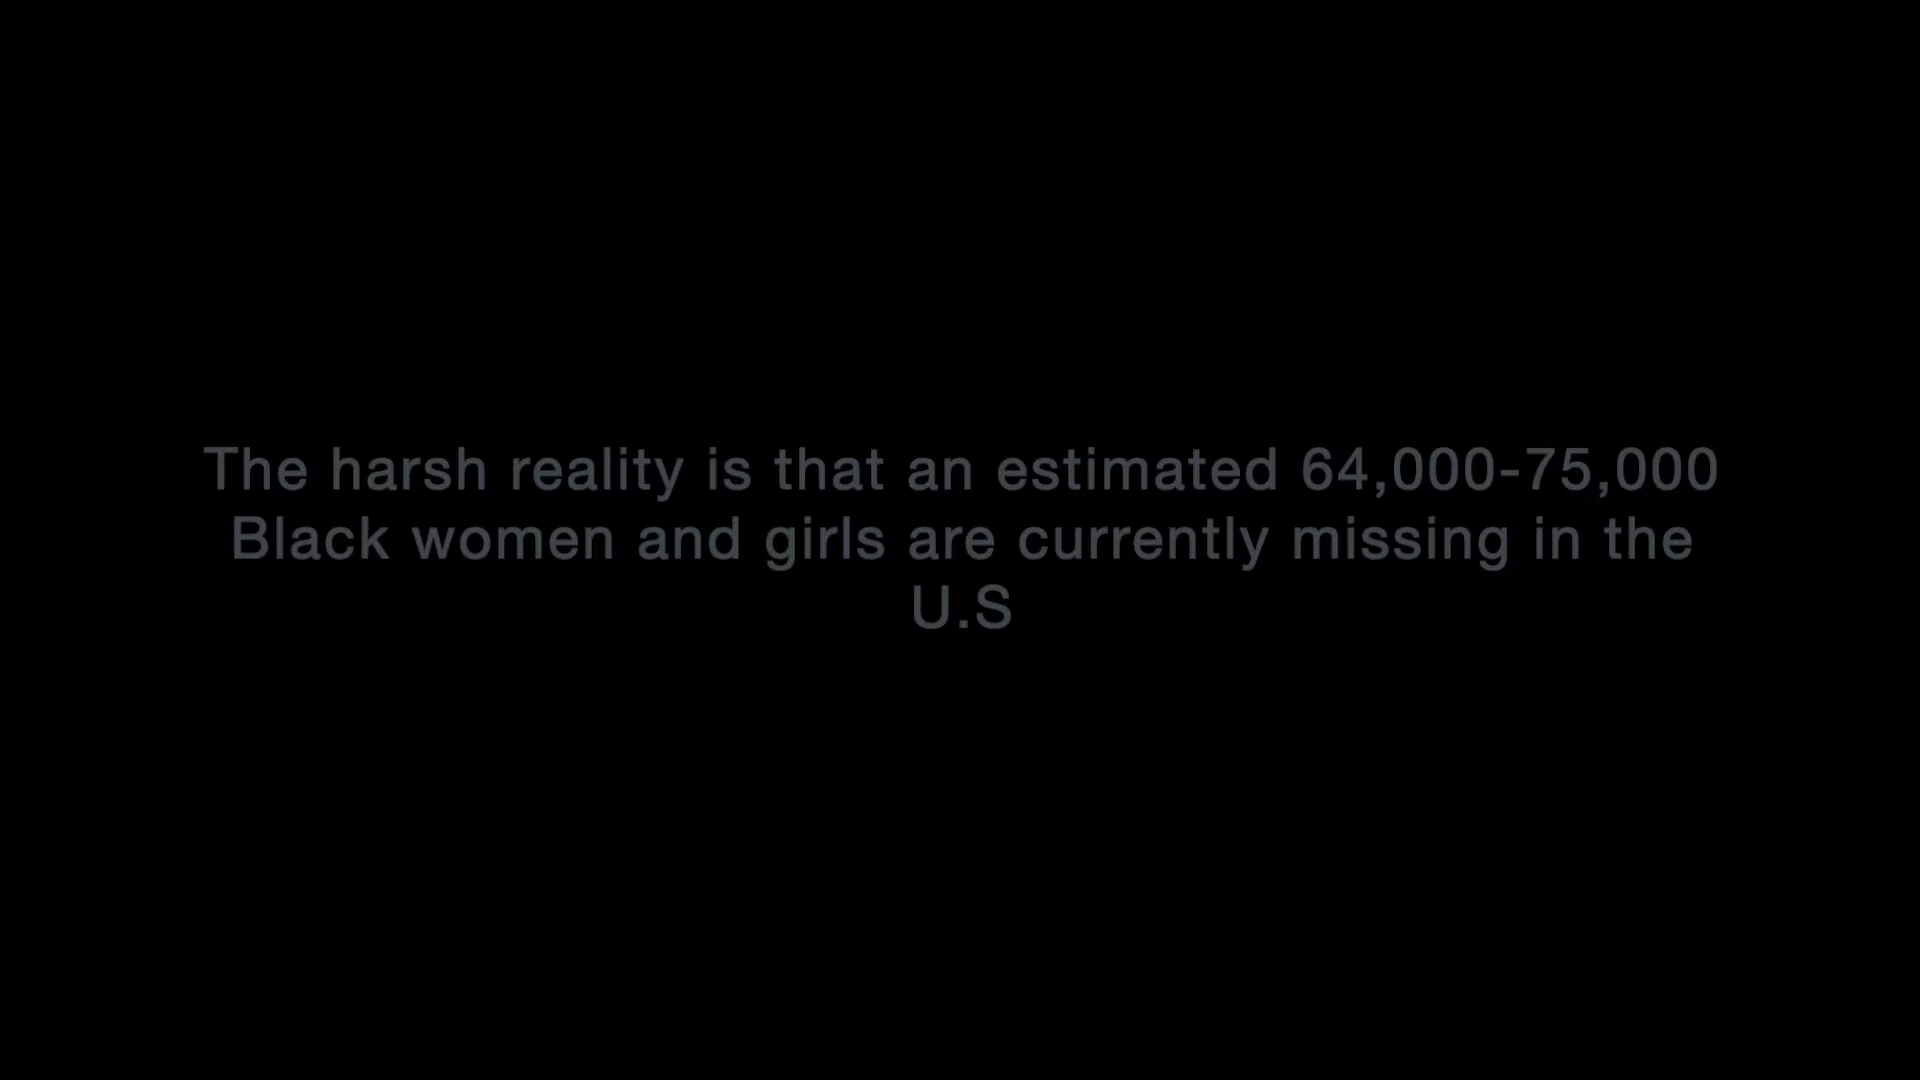 The harsh reality is that an estimated 64,000-75,000
Black women and girls are currently missing in the
U.S